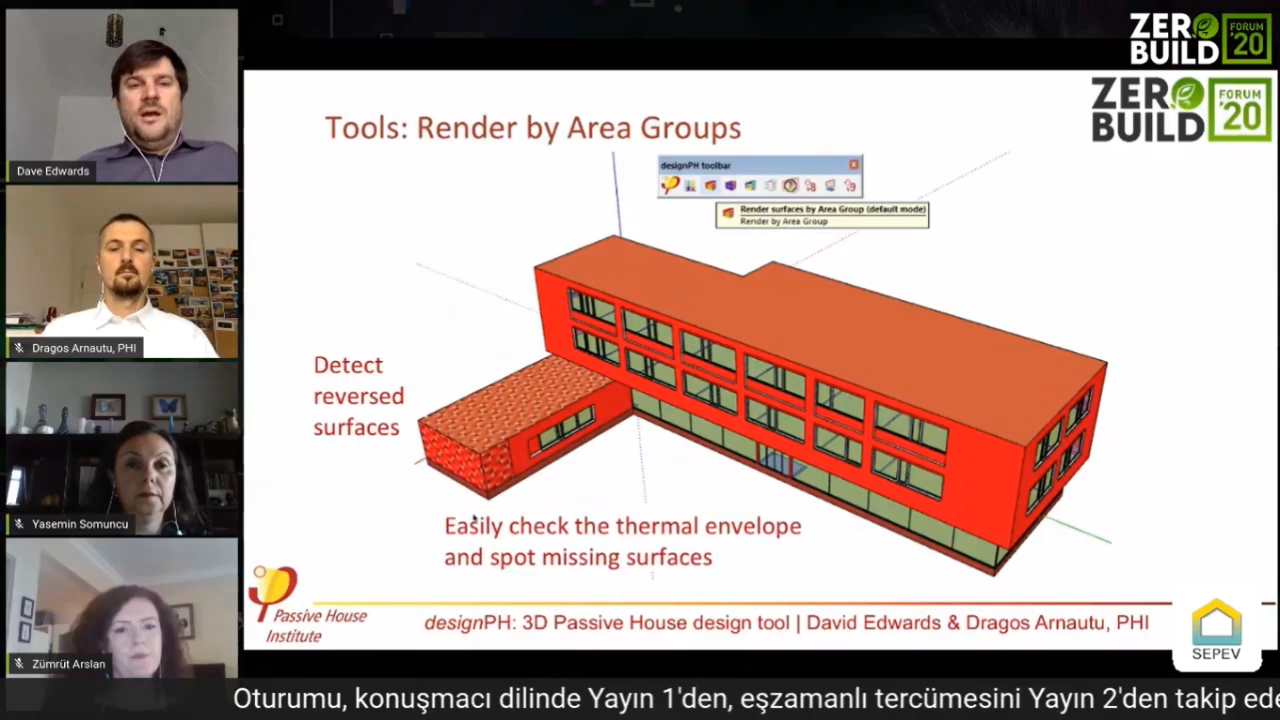 ZERO
BUILD
FORUM
'20
ZERO
BUILD
FORUM
'20
Tools: Render by Area Groups
designPH toolbar
Render surfaces by Area Group (default mode)
Render by Area Group
Dave Edwards
Detect
reversed
surfaces
Dragos Arnautu, PHI
Easily check the thermal envelope
and spot missing surfaces
Yasemin Somuncu
Passive House
Institute
designPH: 3D Passive House design tool | David Edwards & Dragos Arnautu, PHI
SEPEV
Zümrüt Arslan
Oturumu, konuşmacı dilinde Yayın 1'den, eşzamanlı tercümesini Yayın 2'den takip ede